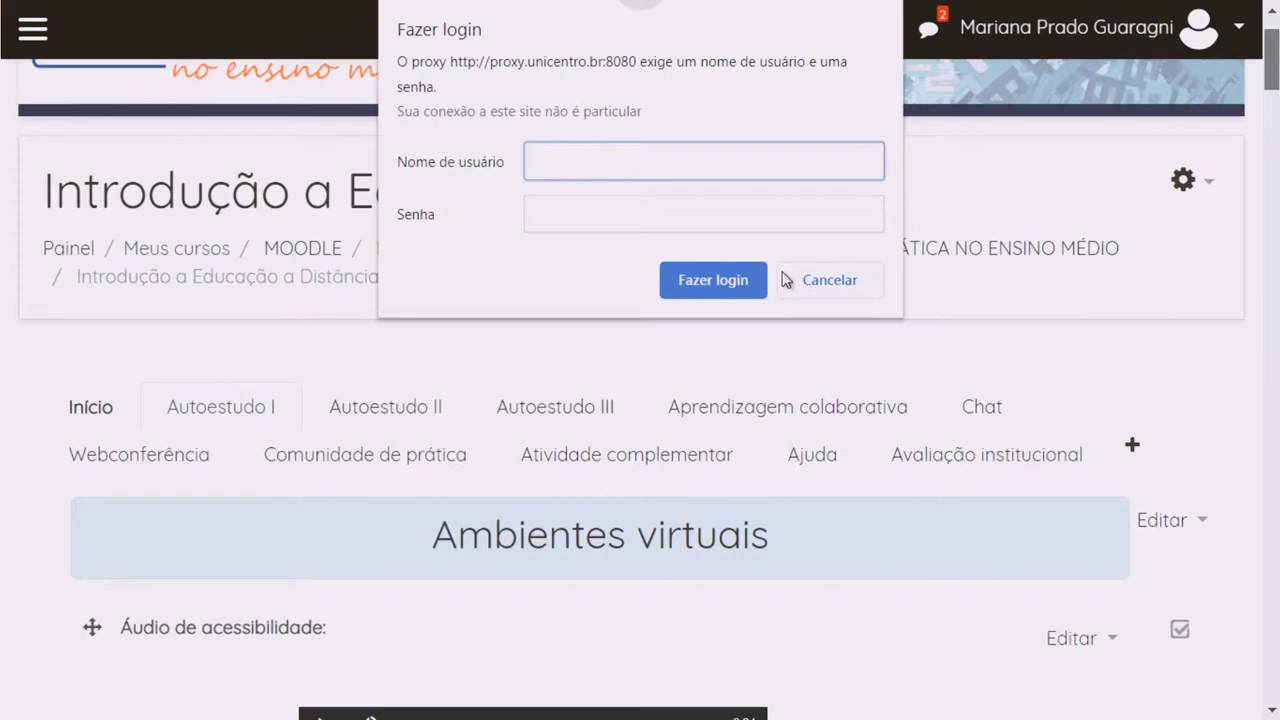 Fazer login
2
Mariana Prado Guaragni
O proxy http://proxy.unicentro.br:8080 exige um nome de usuário e uma
senha.
Sua conexão a este site não é particular
no ensino m
Nome de usuário
Senha
Fazer login
Cancelar
Introdução a E
Painel / Meus cursos / MOODLE / ÁTICA NO ENSINO MÉDIO
/ Introdução a Educação a Distância
Início
Autoestudo I
Autoestudo II
Autoestudo III
Aprendizagem colaborativa
Chat
Webconferência
Comunidade de prática
Atividade complementar
Ajuda
Avaliação institucional
Ambientes virtuais
Editar
Áudio de acessibilidade:
Editar